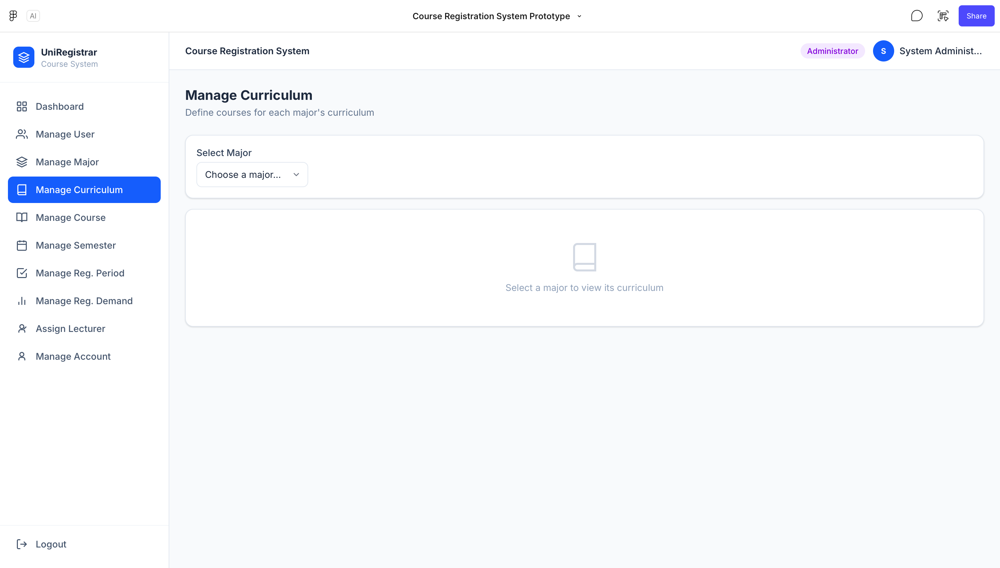 AI
Course Registration System Prototype
Share
UniRegistrar
Course System
Dashboard
Manage User
Manage Major
Manage Curriculum
Manage Course
Manage Semester
Manage Reg. Period
Manage Reg. Demand
Assign Lecturer
Manage Account
Logout
Course Registration System
Administrator
S
System Administ...
Manage Curriculum
Define courses for each major's curriculum
Select Major
Choose a major...
Select a major to view its curriculum